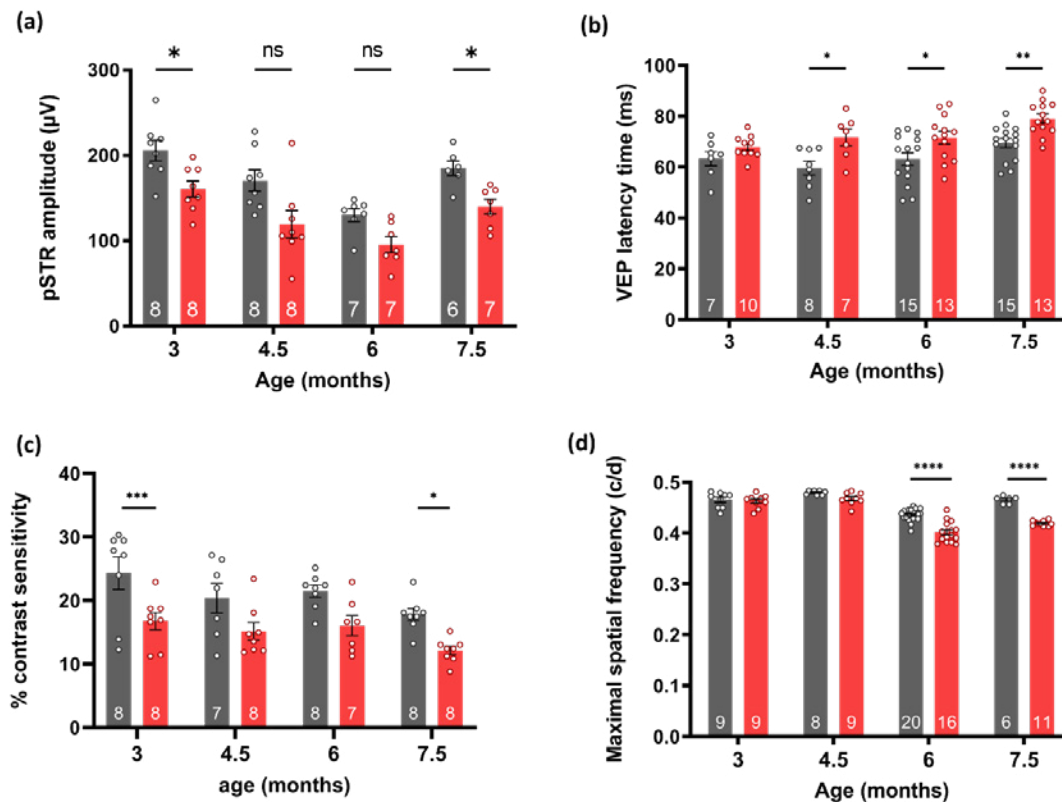 (a)
* ns ns *
300
200
100
0
pSTR amplitude (µV)
8 8 8 8 7 7 6 7
3 4.5 6 7.5
Age (months)
(b)
* * **
100
80
60
40
20
0
VEP latency time (ms)
7 10 8 7 15 13 15 13
3 4.5 6 7.5
Age (months)
(c)
*** *
40
30
20
10
0
% contrast sensitivity
8 8 7 8 8 7 8 8
3 4.5 6 7.5
age (months)
(d)
**** ****
0.5
0.4
0.4
0.2
0.1
0.0
Maximal spatial frequency (c/d)
9 9 8 9 20 16 6 11
3 4.5 6 7.5
Age (months)